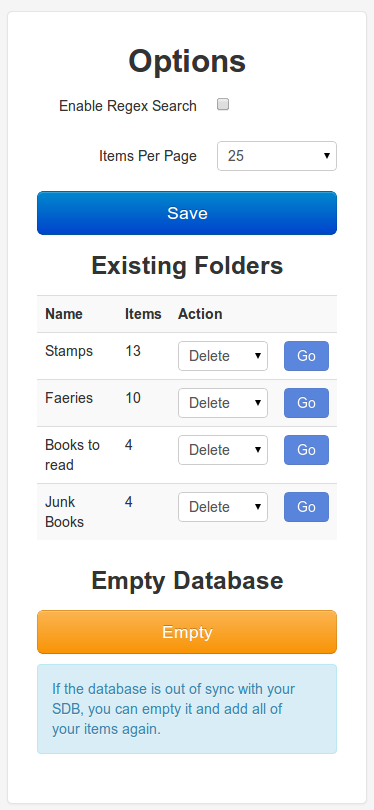 Options
Enable Regex Search
Items Per Page 25
Save
Existing Folders
Name Items Action
Stamps 13 Delete Go
Faeries 10 Delete Go
Books to 4 Delete Go
read
Junk 4 Delete Go
Books
Empty Database
Empty
If the database is out of sync with your
SDB, you can empty it and add all of
your items again.